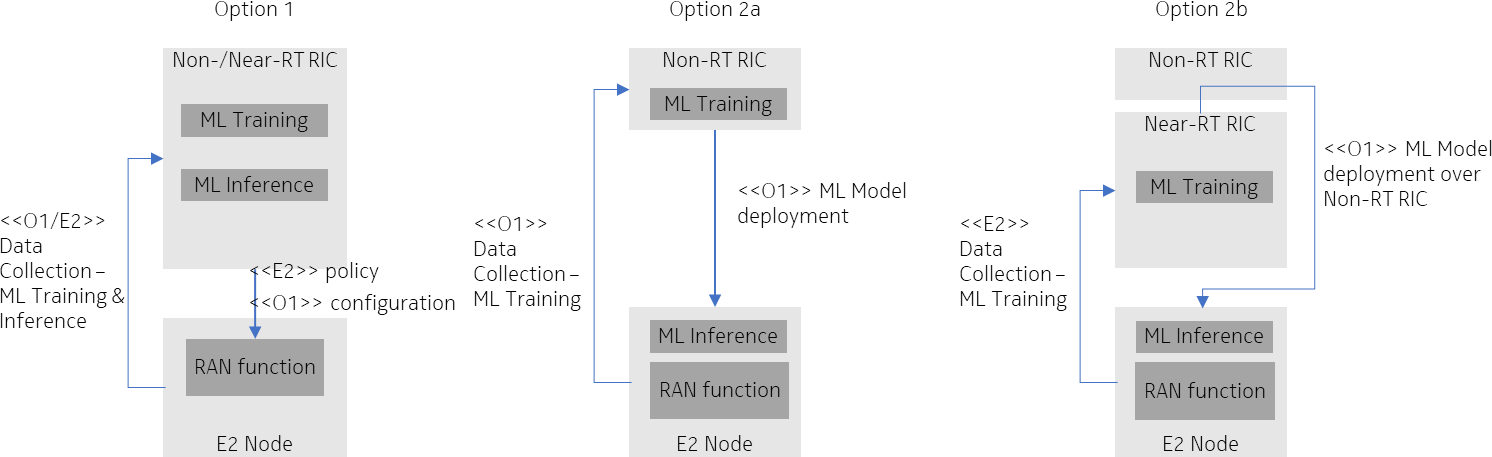 Option 1
Non-/Near-RT RIC
ML Training
ML Inference
<<O1/E2>>
Data
Collection –
ML Training &
Inference
<<E2>> policy
<<O1>> configuration
RAN function
E2 Node
Option 2a
Non-RT RIC
ML Training
<<O1>> ML Model
deployment
<<O1>>
Data
Collection –
ML Training
ML Inference
RAN function
E2 Node
Option 2b
Non-RT RIC
Near-RT RIC
ML Training
<<O1>> ML Model
deployment over
Non-RT RIC
<<E2>>
Data
Collection –
ML Training
ML Inference
RAN function
E2 Node